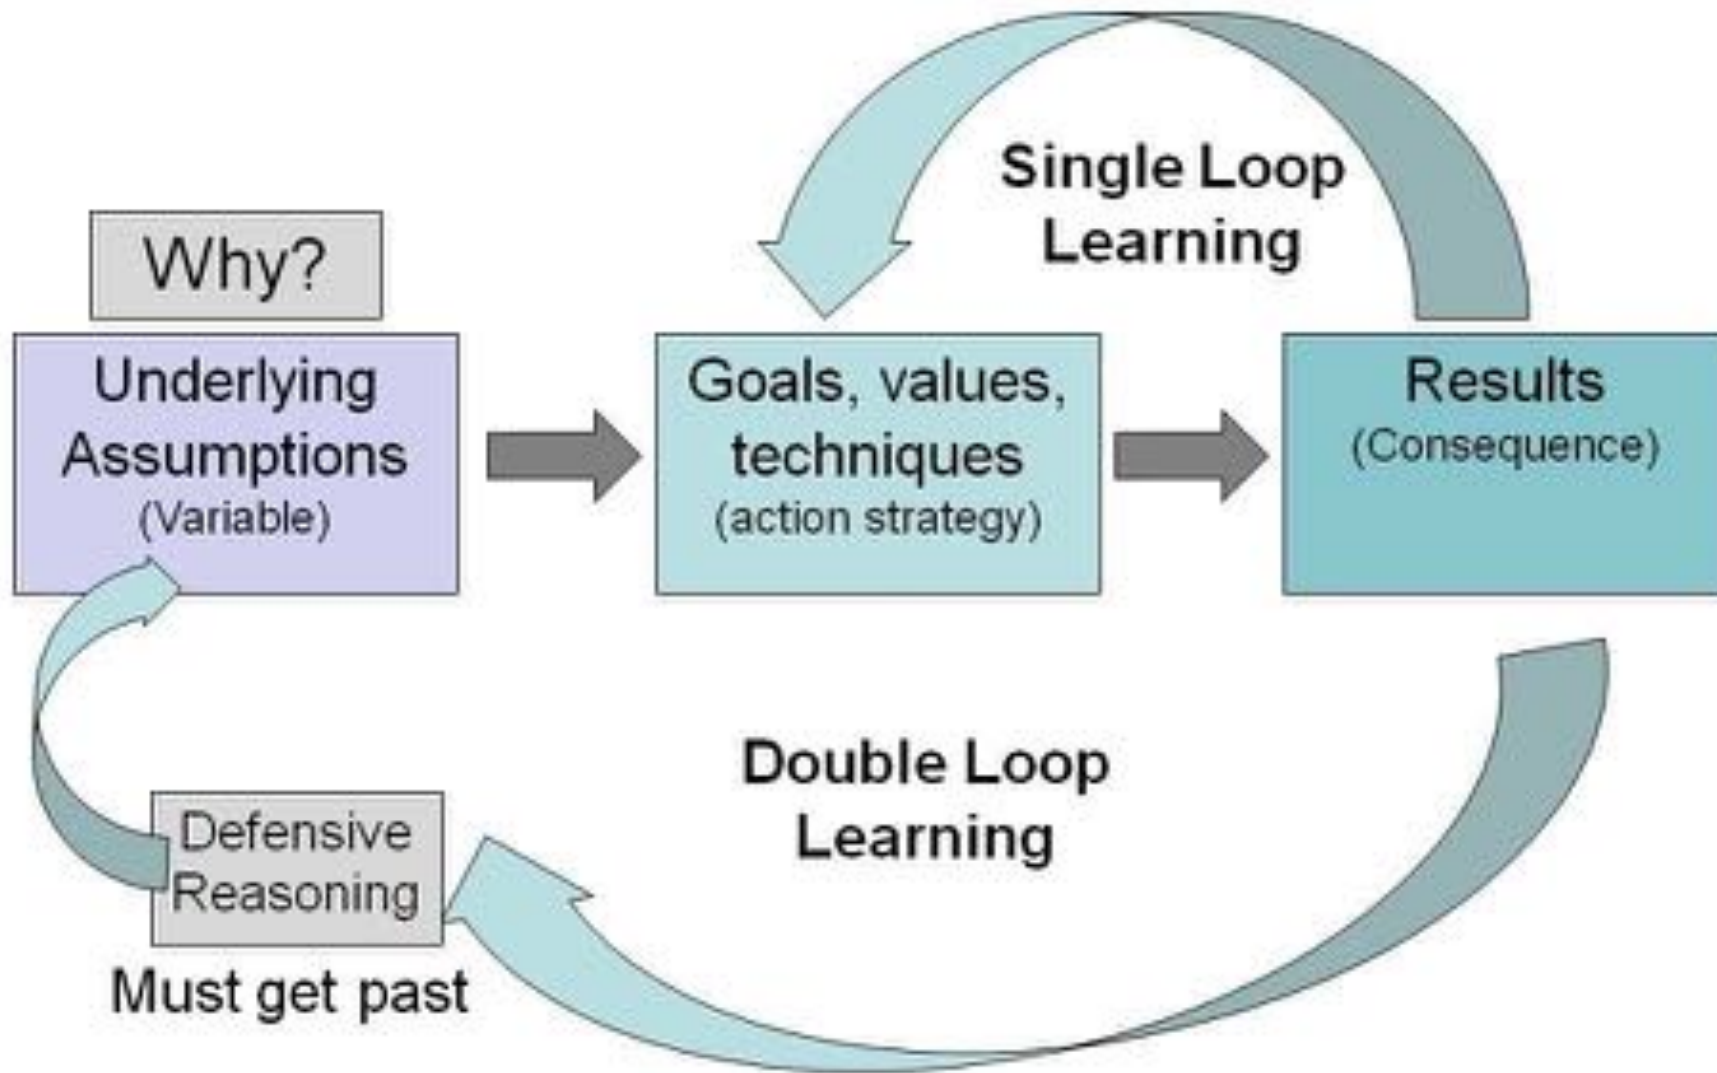 Single Loop
Learning
Why?
Underlying
Assumptions
(Variable)
Goals, values,
techniques
(action strategy)
Results
(Consequence)
Double Loop
Learning
Defensive
Reasoning
Must get past